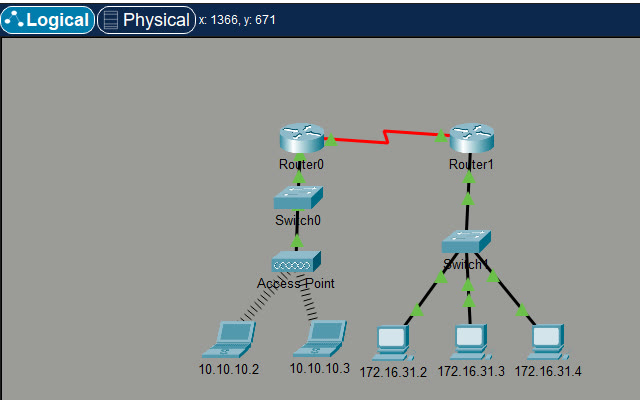 Logical Physical x: 1366, y: 671
Router0 Router1
Switch0
Switch1
Access Point
10.10.10.2 10.10.10.3 172.16.31.2 172.16.31.3 172.16.31.4